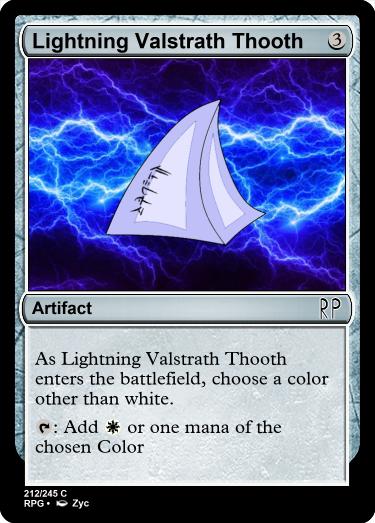 Lightning Valstrath Thooth 3
Artifact RP
As Lightning Valstrath Thooth
enters the battlefield, choose a color
other than white.
: Add or one mana of the
chosen Color
212/245 C
RPG • Zyc